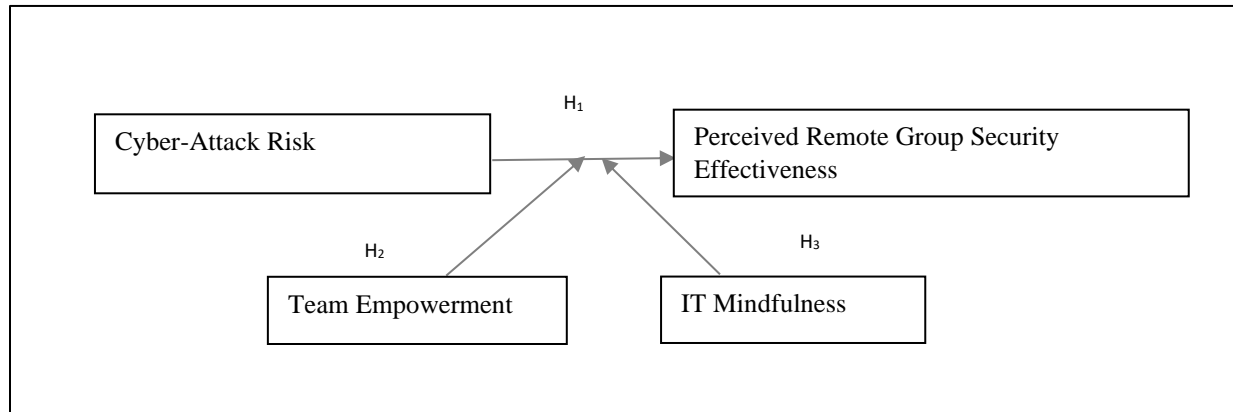 H₁
Cyber-Attack Risk
Perceived Remote Group Security
Effectiveness
H₂
H₃
Team Empowerment
IT Mindfulness